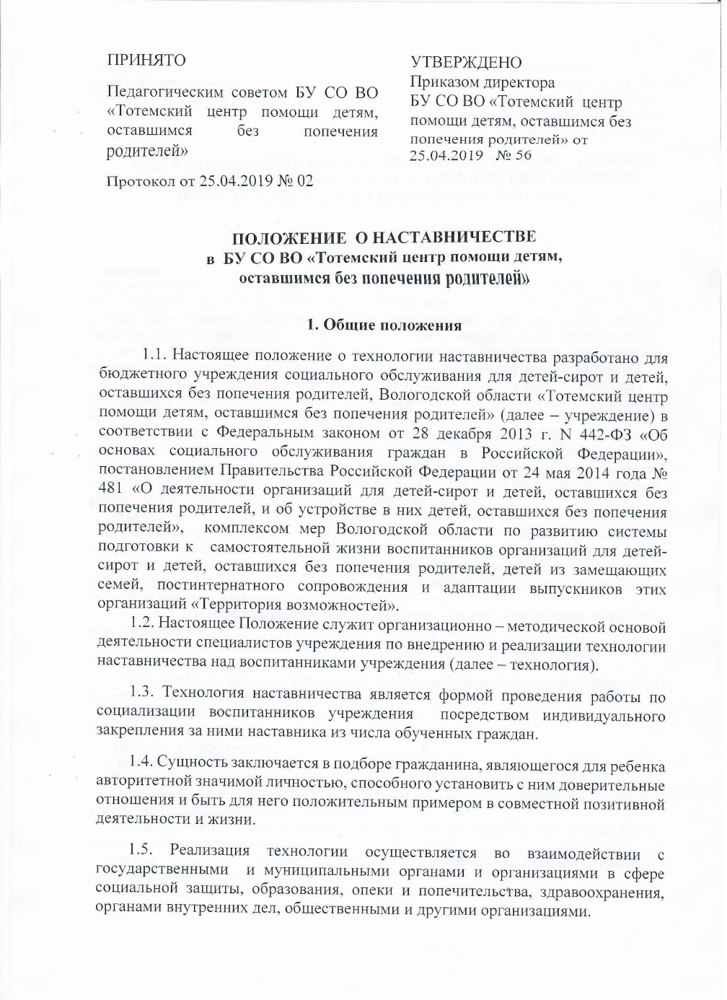 ПРИНЯТО
Педагогическим советом БУ СО ВО
«Тотемский центр помощи детям,
оставшимся без попечения
родителей»
Протокол от 25.04.2019 № 02
УТВЕРЖДЕНО
Приказом директора
БУ СО ВО «Тотемский центр
помощи детям, оставшимся без
попечения родителей» от
25.04.2019 № 56
ПОЛОЖЕНИЕ О НАСТАВНИЧЕСТВЕ
в БУ СО ВО «Тотемский центр помощи детям,
оставшимся без попечения родителей»
1. Общие положения
1.1. Настоящее положение о технологии наставничества разработано для
бюджетного учреждения социального обслуживания для детей-сирот и детей,
оставшихся без попечения родителей, Вологодской области «Тотемский центр
помощи детям, оставшимся без попечения родителей» (далее – учреждение) в
соответствии с Федеральным законом от 28 декабря 2013 г. N 442-ФЗ «Об
основах социального обслуживания граждан в Российской Федерации»,
постановлением Правительства Российской Федерации от 24 мая 2014 года №
481 «О деятельности организаций для детей-сирот и детей, оставшихся без
попечения родителей, и об устройстве в них детей, оставшихся без попечения
родителей», комплексом мер Вологодской области по развитию системы
подготовки к самостоятельной жизни воспитанников организаций для детей-
сирот и детей, оставшихся без попечения родителей, детей из замещающих
семей, постинтернатного сопровождения и адаптации выпускников этих
организаций «Территория возможностей».
1.2. Настоящее Положение служит организационно – методической основой
деятельности специалистов учреждения по внедрению и реализации технологии
наставничества над воспитанниками учреждения (далее – технология).
1.3. Технология наставничества является формой проведения работы по
социализации воспитанников учреждения посредством индивидуального
закрепления за ними наставника из числа обученных граждан.
1.4. Сущность заключается в подборе гражданина, являющегося для ребенка
авторитетной значимой личностью, способного установить с ним доверительные
отношения и быть для него положительным примером в совместной позитивной
деятельности и жизни.
1.5. Реализация технологии осуществляется во взаимодействии с
государственными и муниципальными органами и организациями в сфере
социальной защиты, образования, опеки и попечительства, здравоохранения,
органами внутренних дел, общественными и другими организациями.